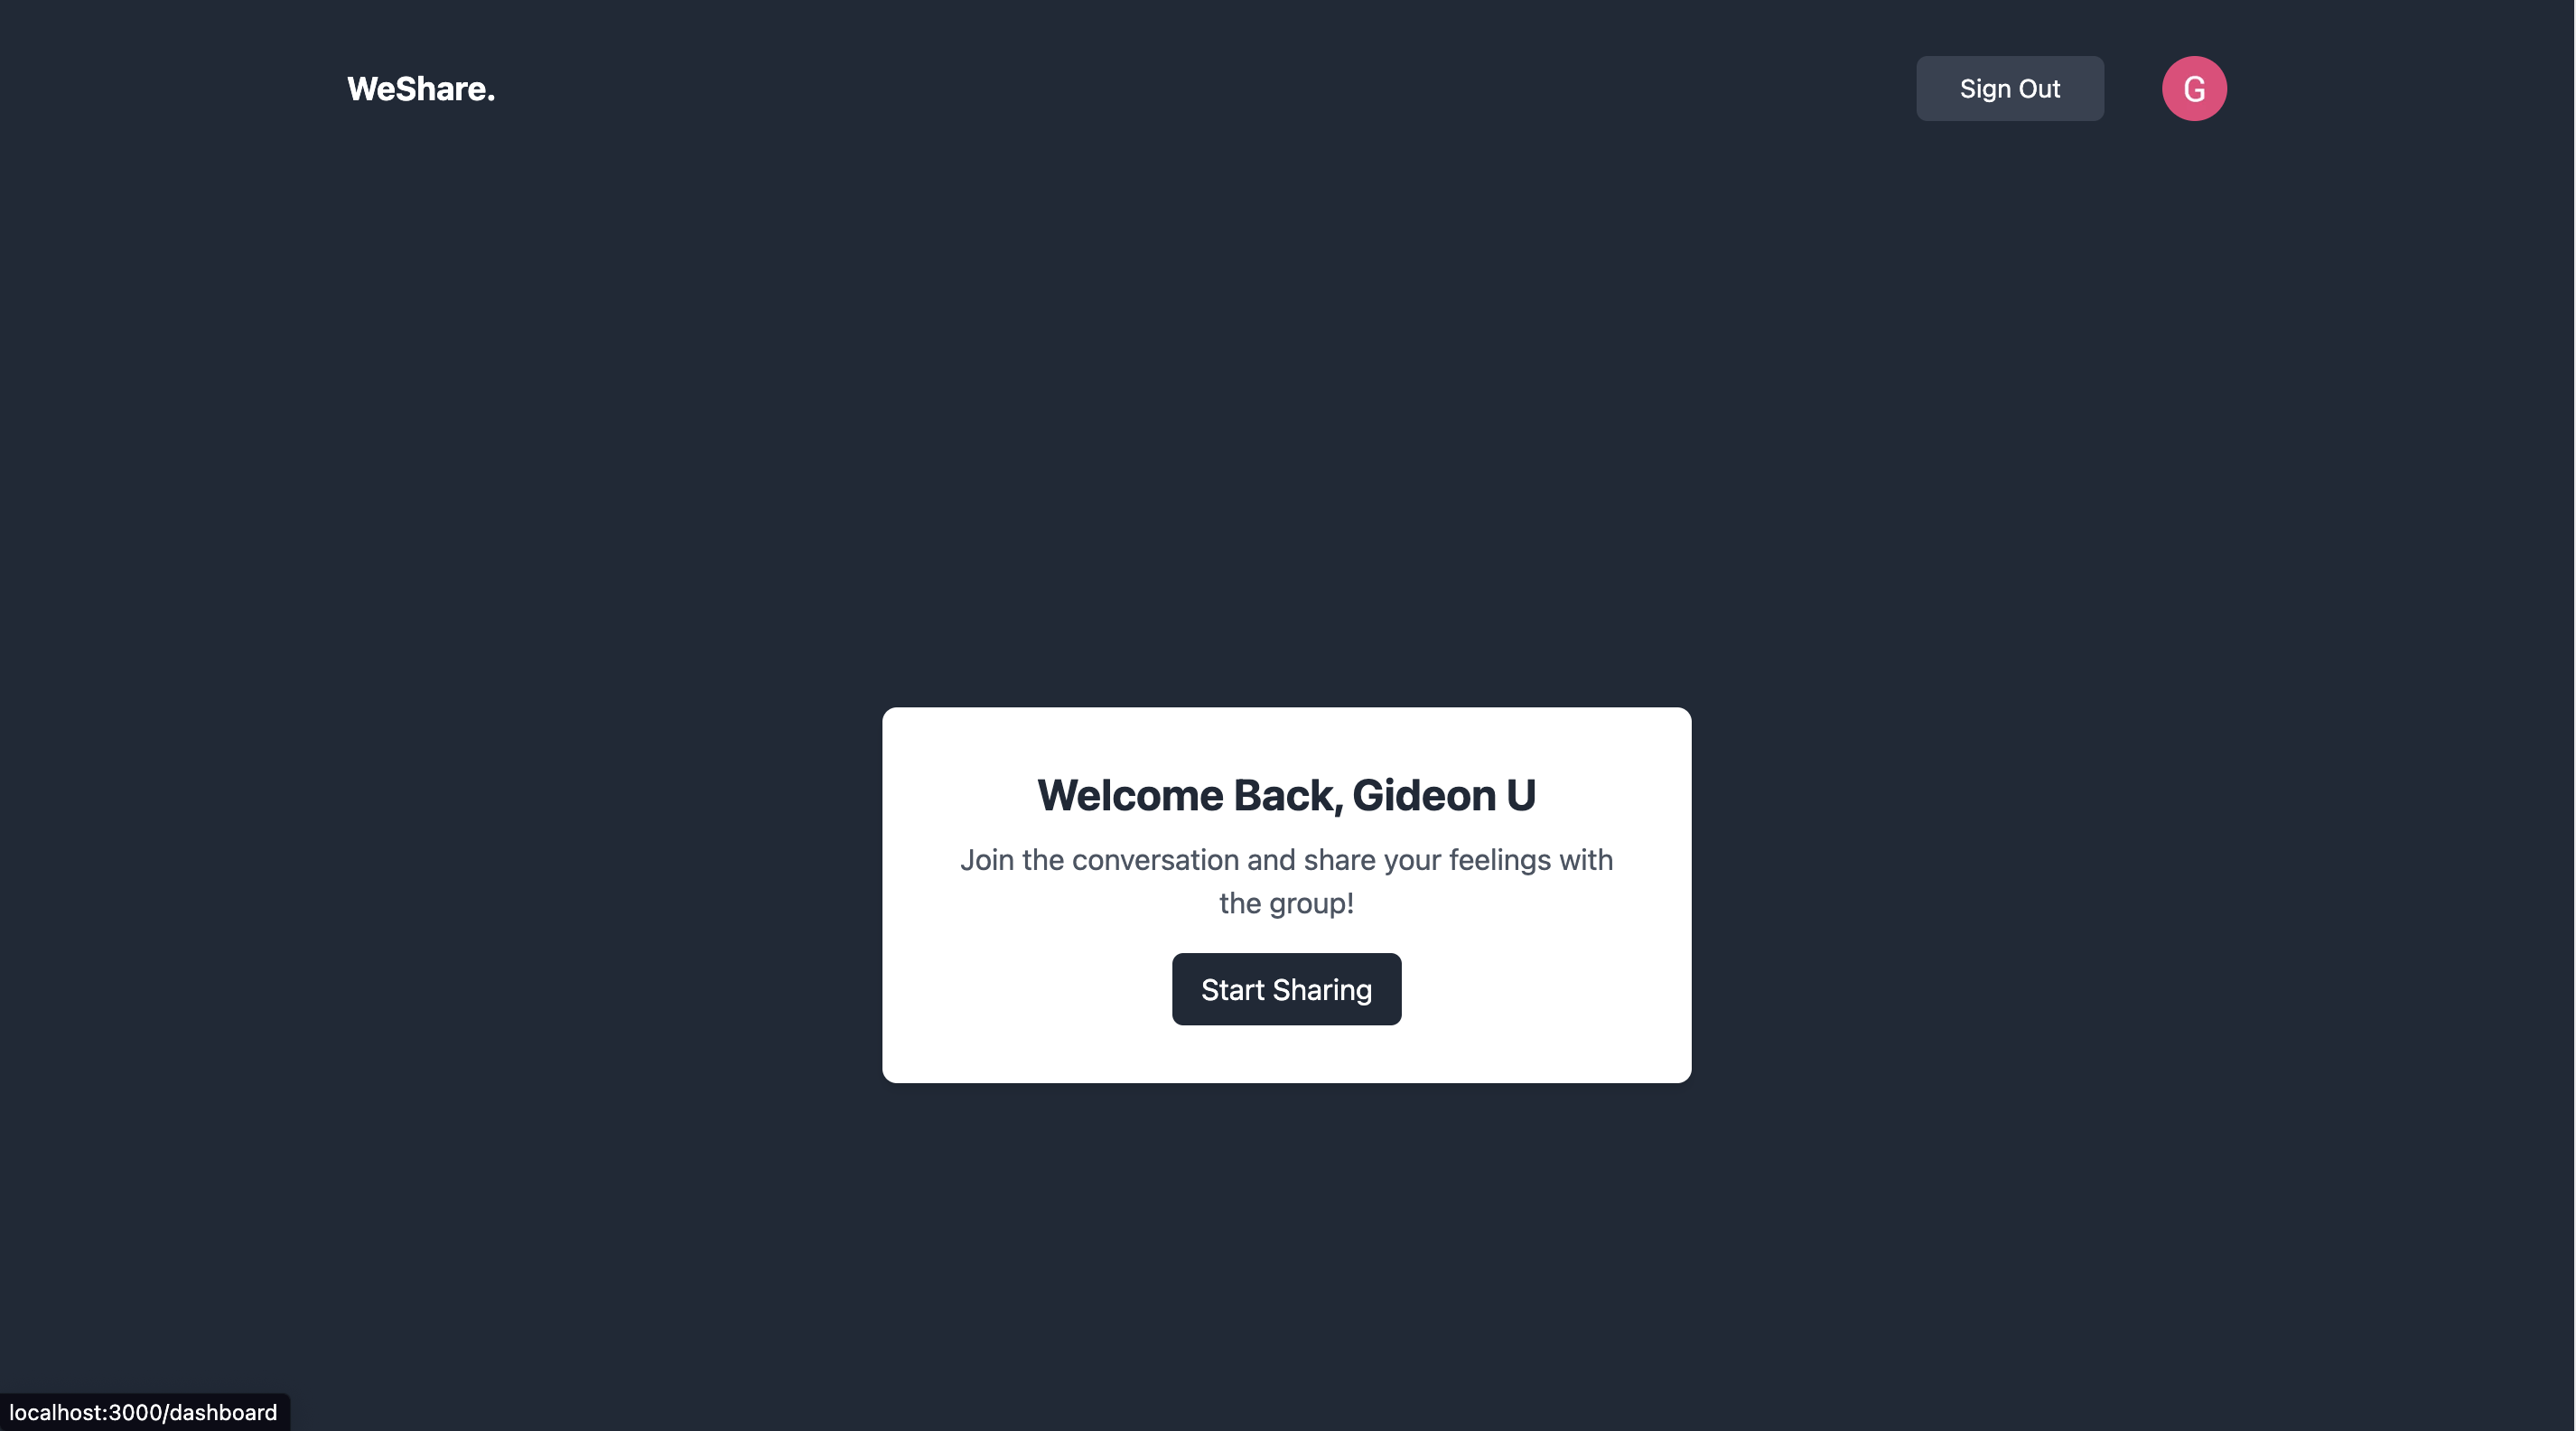 WeShare.
Sign Out
G
Welcome Back, Gideon U
Join the conversation and share your feelings with
the group!
Start Sharing
localhost:3000/dashboard